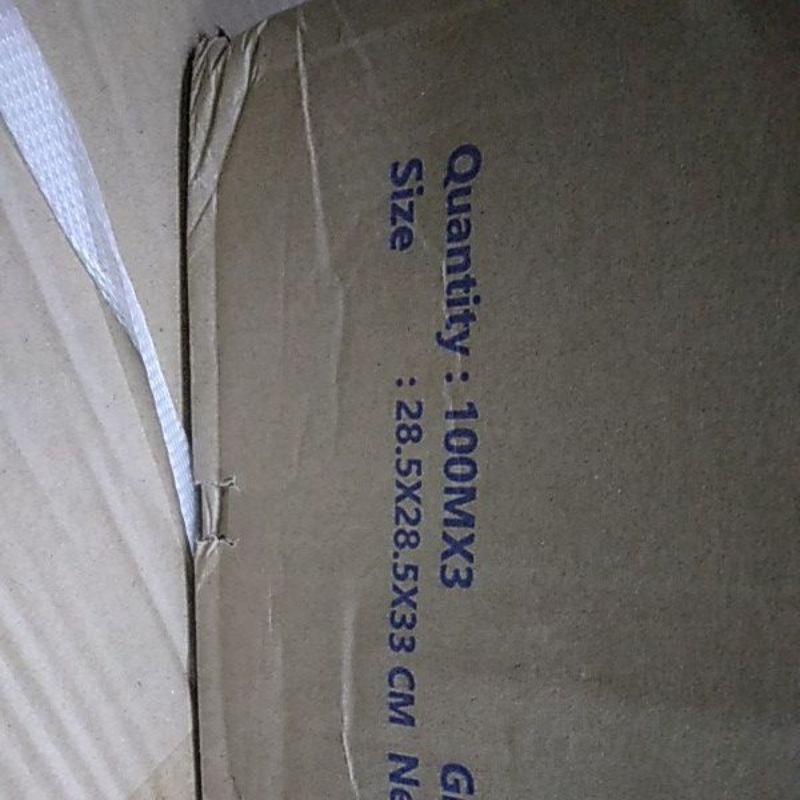 Quantity : 100MX3
Size : 28.5X28.5X33 CM